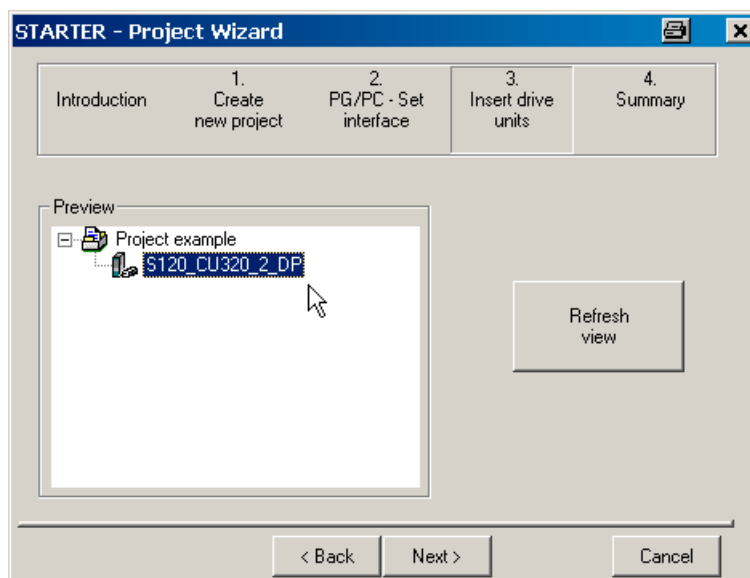 STARTER - Project Wizard
Introduction
1.
Create
new project
2.
PG/PC - Set
interface
3.
Insert drive
units
4.
Summary
Preview
Project example
S120_CU320_2_DP
Refresh
view
< Back
Next >
Cancel